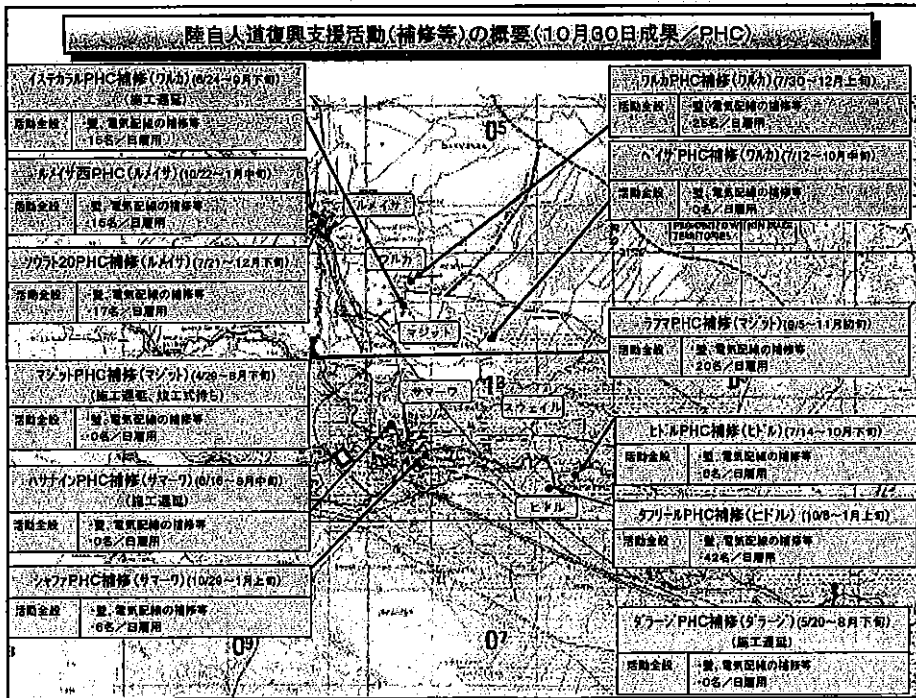 陸自人道復興支援活動(補修等)の概要(10月30日成果/PHC)
イステカラルPHC補修(ワルカ)(6/24~9月下旬)
(施工遅延)
活動全般 ・壁、電気配線の補修等
・15名/日雇用
ルメイサ西PHC(ルメイサ)(10/22~1月中旬)
活動全般 ・壁、電気配線の補修等
・15名/日雇用
ソワラト20PHC補修(ルメイサ)(7/21~12月下旬)
活動全般 ・壁、電気配線の補修等
・17名/日雇用
マジットPHC補修(マジット)(4/29~8月下旬)
(施工遅延、竣工式待ち)
活動全般 ・壁、電気配線の補修等
・0名/日雇用
ハサナインPHC補修(サマーワ)(6/16~9月中旬)
(施工遅延)
活動全般 ・壁、電気配線の補修等
・0名/日雇用
シャファPHC補修(サマーワ)(10/29~1月上旬)
活動全般 ・壁、電気配線の補修等
・6名/日雇用
ワルカPHC補修(ワルカ)(7/30~12月上旬)
活動全般 ・壁、電気配線の補修等
・25名/日雇用
ヘイサPHC補修(ワルカ)(7/12~10月中旬)
活動全般 ・壁、電気配線の補修等
・0名/日雇用
ラフマPHC補修(マジット)(8/5~11月初旬)
活動全般 ・壁、電気配線の補修等
・20名/日雇用
ヒドルPHC補修(ヒドル)(7/14~10月下旬)
活動全般 ・壁、電気配線の補修等
・0名/日雇用
タフリールPHC補修(ヒドル)(10/8~1月上旬)
活動全般 ・壁、電気配線の補修等
・42名/日雇用
ダラージPHC補修(ダラージ)(5/20~8月下旬)
(施工遅延)
活動全般 ・壁、電気配線の補修等
・0名/日雇用
ルメイサ
ワルカ
マジット
サマーワ
スウェイル
ヒドル
05
09
07